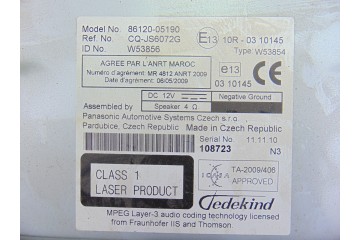 Model No. 86120-05190
Ref. No. CQ-JS6072G
ID No. W53856
E13 10R - 03 10145
Type: W53854
AGREE PAR L'ANRT MAROC
Numéro d'agrément: MR 4812 ANRT 2009
Date d'agrément: 06/05/2009
e13
03 10145
DC 12V
Negative Ground
Speaker 4 Ω
Assembled by
Panasonic Automotive Systems Czech s.r.o.
Pardubice, Czech Republic
Made in Czech Republic
Serial No. 11.11.10
108723 N3
CLASS 1
LASER PRODUCT
ICASA
TA-2009/406
APPROVED
Dedekind
MPEG Layer-3 audio coding technology licensed
from Fraunhofer IIS and Thomson.